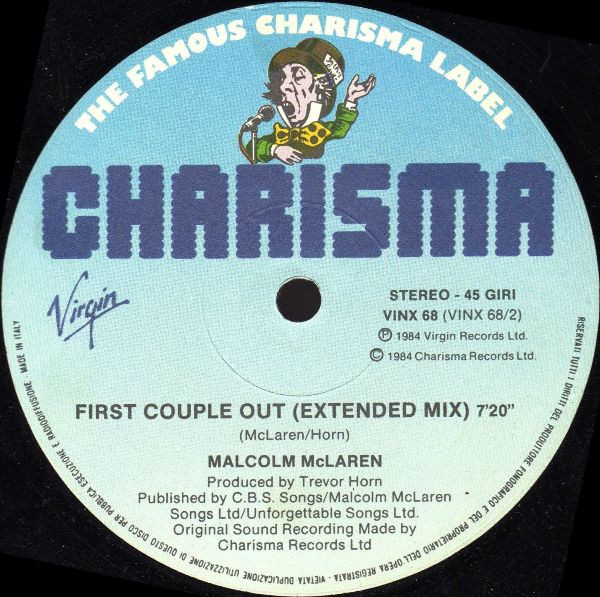 THE FAMOUS CHARISMA LABEL
CHARISMA
Virgin
STEREO - 45 GIRI
VINX 68 (VINX 68/2)
Ⓟ 1984 Virgin Records Ltd.
© 1984 Charisma Records Ltd.
FIRST COUPLE OUT (EXTENDED MIX) 7'20"
(McLaren/Horn)
MALCOLM McLAREN
Produced by Trevor Horn
Published by C.B.S. Songs/Malcolm McLaren
Songs Ltd/Unforgettable Songs Ltd.
Original Sound Recording Made by
Charisma Records Ltd
RISERVATI TUTTI I DIRITTI DEL PRODUTTORE FONOGRAFICO E DEL PROPRIETARIO DELL'OPERA REGISTRATA - VIETATA DUPLICAZIONE UTILIZZAZIONE DI QUESTO DISCO PER PUBBLICA ESECUZIONE E RADIODIFFUSIONE - MADE IN ITALY